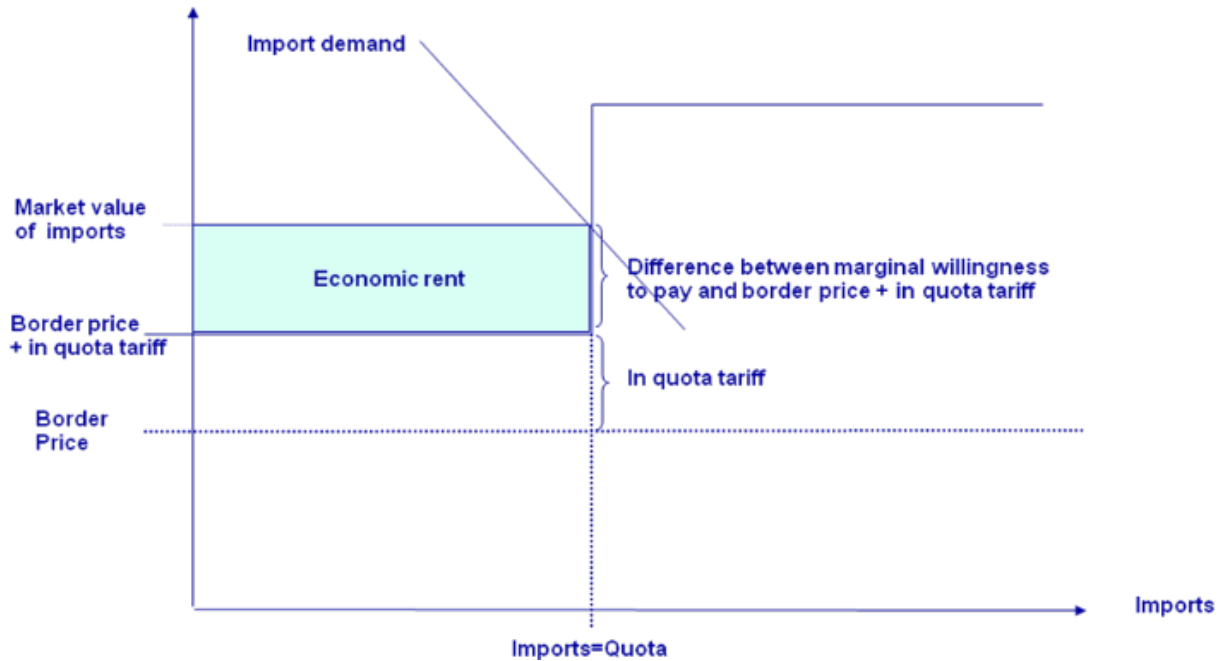 Import demand
Market value
of imports
Economic rent
Difference between marginal willingness
to pay and border price + in quota tariff
Border price
+ in quota tariff
In quota tariff
Border
Price
Imports
Imports=Quota